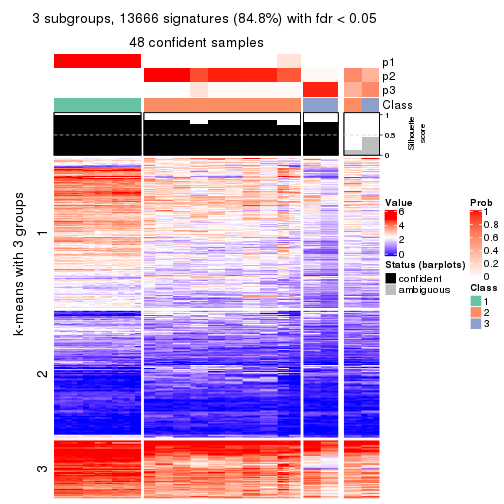 3 subgroups, 13666 signatures (84.8%) with fdr < 0.05
48 confident samples
p1
p2
p3
Class
1
0.5
0
Silhouette
score
k-means with 3 groups
1
2
3
Value
6
4
2
0
Status (barplots)
confident
ambiguous
Prob
1
0.8
0.6
0.4
0.2
0
Class
1
2
3